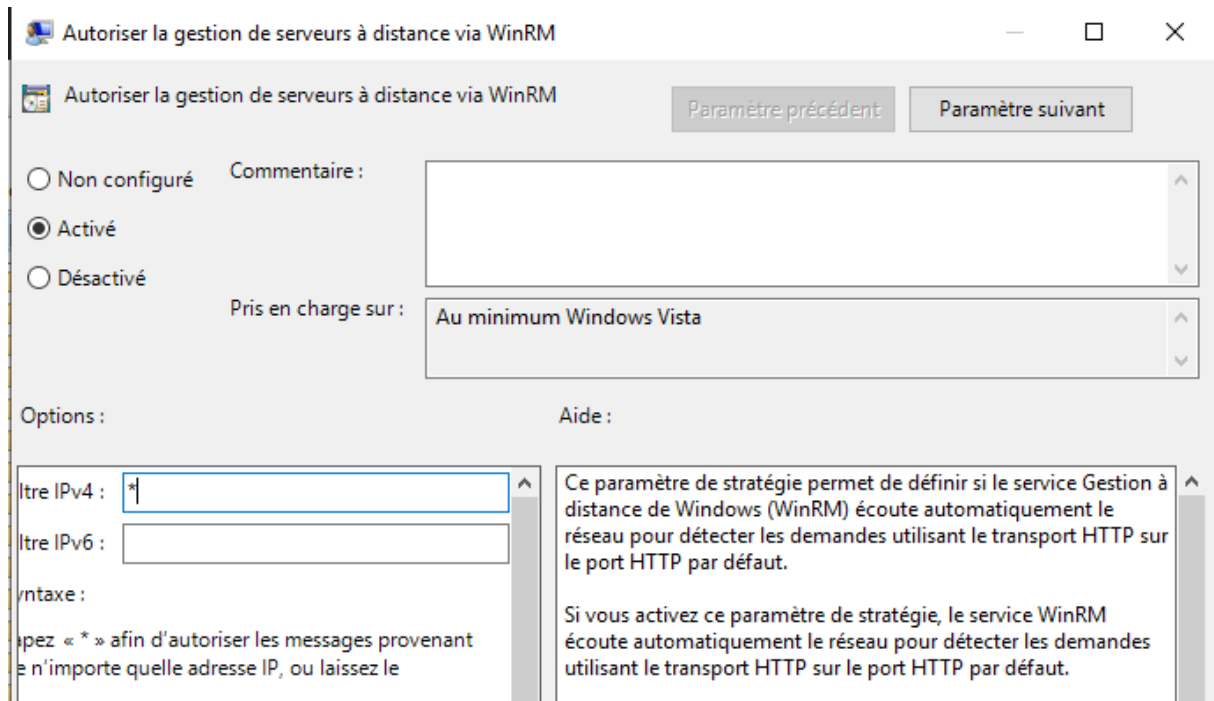 Autoriser la gestion de serveurs à distance via WinRM
Autoriser la gestion de serveurs à distance via WinRM
Paramètre précédent
Paramètre suivant
Non configuré
Commentaire :
Activé
Désactivé
Pris en charge sur :
Au minimum Windows Vista
Options :
Aide :
ltre IPv4 :
*
ltre IPv6 :
yntaxe :
apez « * » afin d'autoriser les messages provenant
e n'importe quelle adresse IP, ou laissez le
Ce paramètre de stratégie permet de définir si le service Gestion à
distance de Windows (WinRM) écoute automatiquement le
réseau pour détecter les demandes utilisant le transport HTTP sur
le port HTTP par défaut.
Si vous activez ce paramètre de stratégie, le service WinRM
écoute automatiquement le réseau pour détecter les demandes
utilisant le transport HTTP sur le port HTTP par défaut.